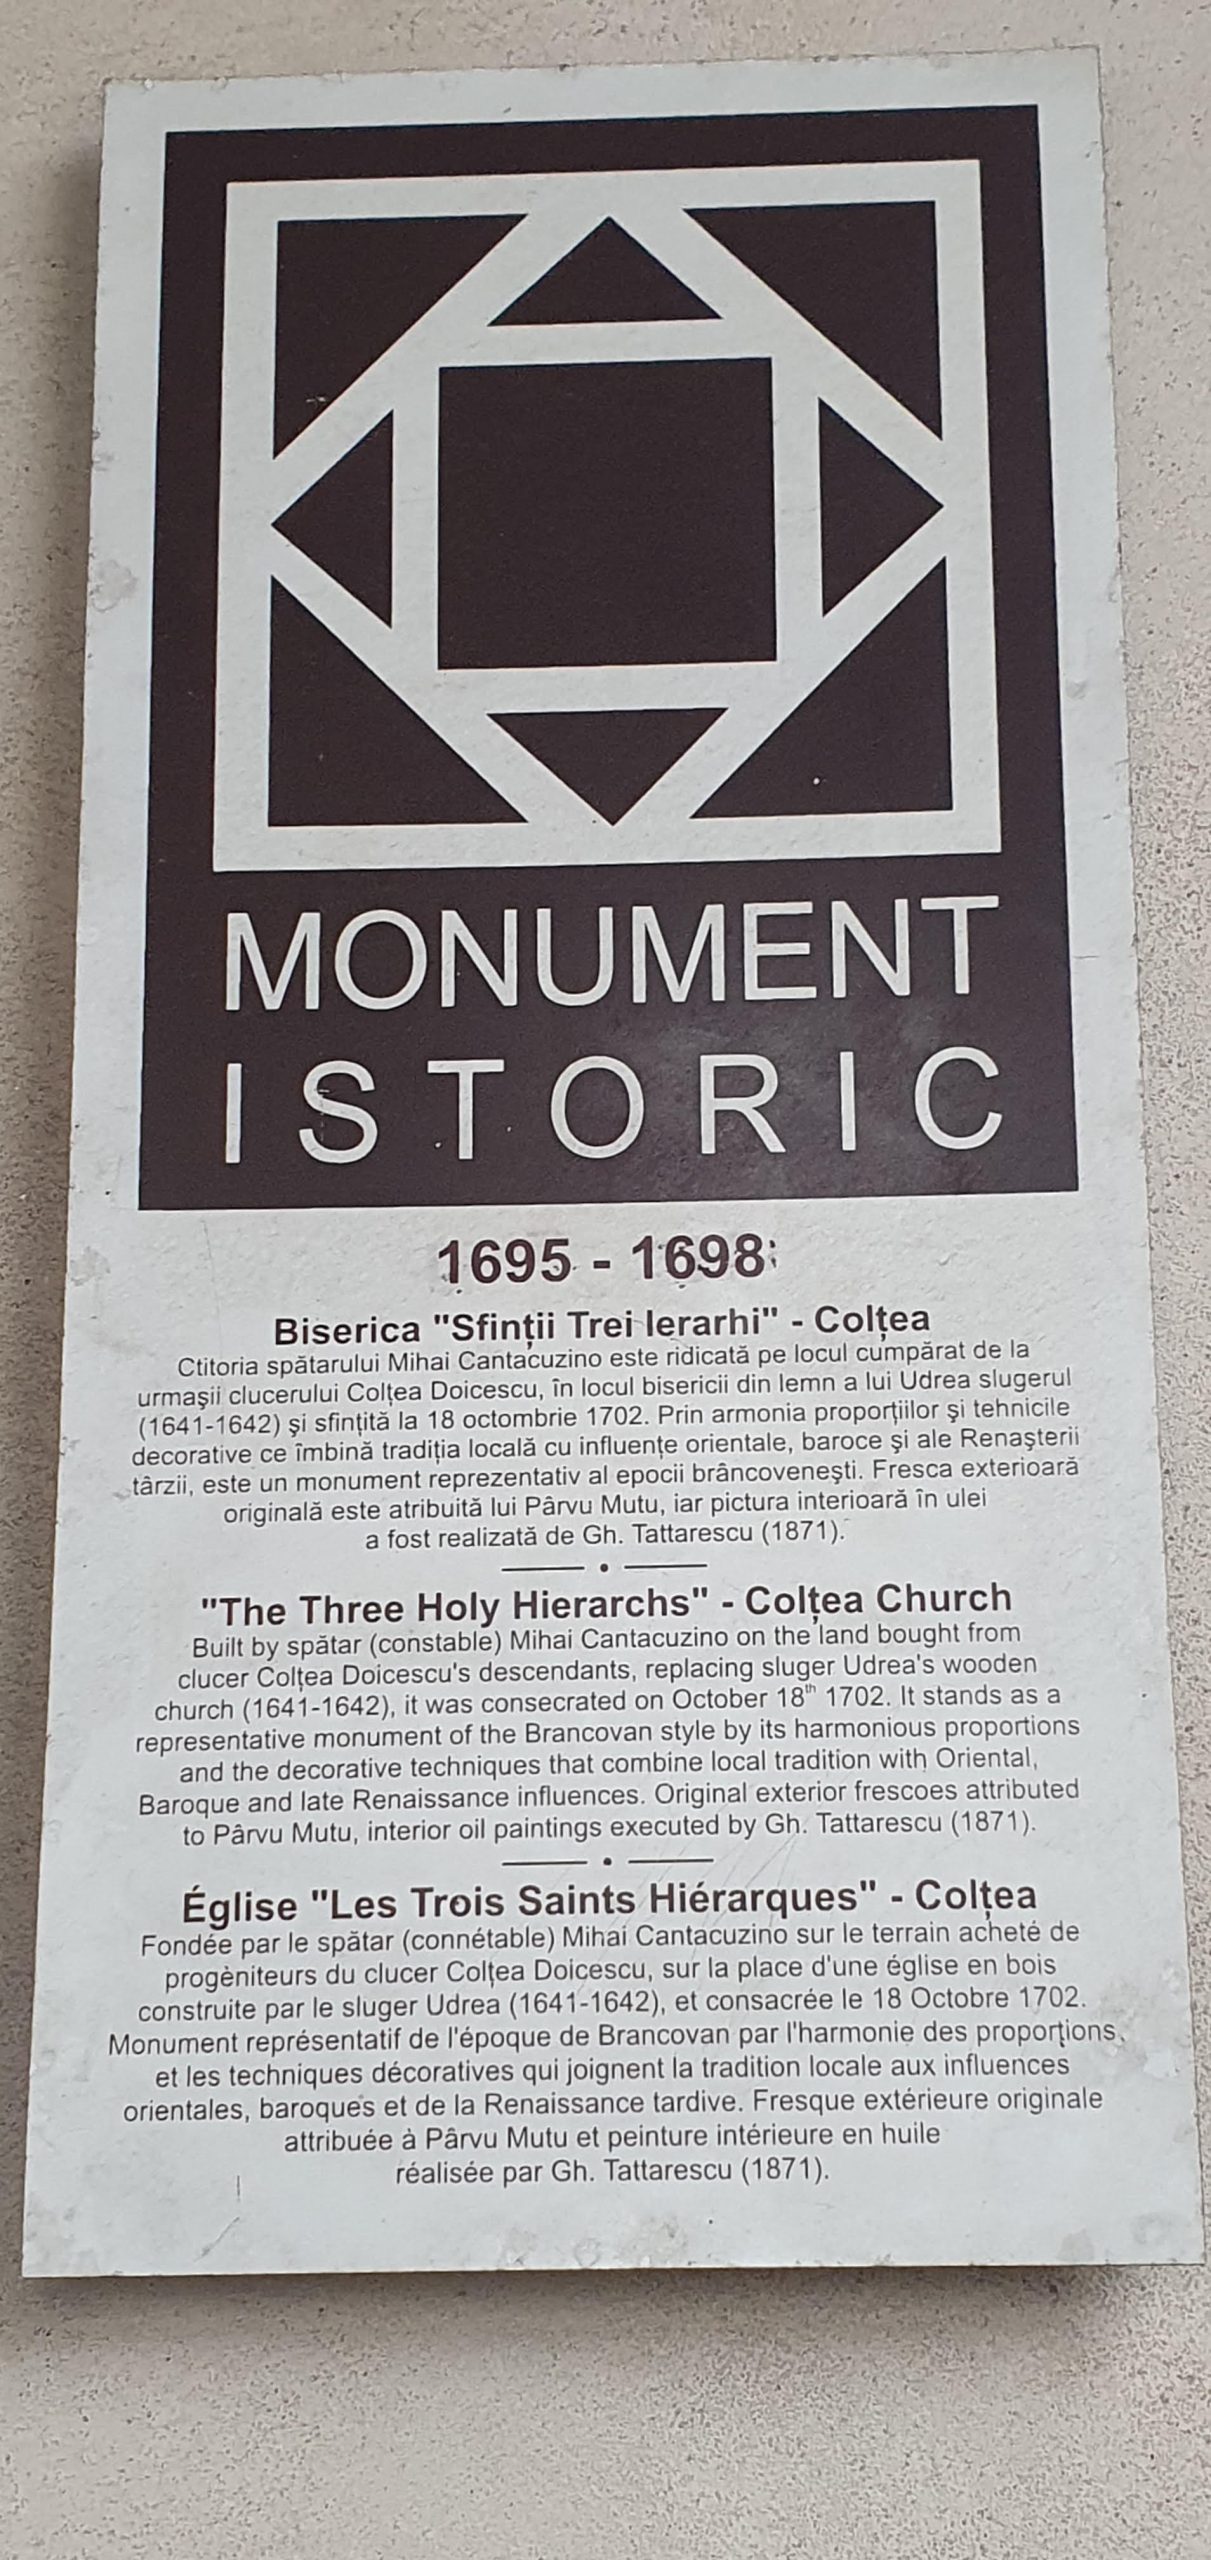 MONUMENT
ISTORIC
1695 - 1698
Biserica "Sfinţii Trei Ierarhi" - Colţea
Ctitoria spătarului Mihai Cantacuzino este ridicată pe locul cumpărat de la
urmaşii clucerului Colţea Doicescu, în locul bisericii din lemn a lui Udrea slugerul
(1641-1642) şi sfinţită la 18 octombrie 1702. Prin armonia proporţiilor şi tehnicile
decorative ce îmbină tradiţia locală cu influenţe orientale, baroce şi ale Renaşterii
târzii, este un monument reprezentativ al epocii brâncoveneşti. Fresca exterioară
originală este atribuită lui Pârvu Mutu, iar pictura interioară în ulei
a fost realizată de Gh. Tattarescu (1871).
"The Three Holy Hierarchs" - Colţea Church
Built by spătar (constable) Mihai Cantacuzino on the land bought from
clucer Colţea Doicescu's descendants, replacing sluger Udrea's wooden
church (1641-1642), it was consecrated on October 18th 1702. It stands as a
representative monument of the Brancovan style by its harmonious proportions
and the decorative techniques that combine local tradition with Oriental,
Baroque and late Renaissance influences. Original exterior frescoes attributed
to Pârvu Mutu, interior oil paintings executed by Gh. Tattarescu (1871).
Église "Les Trois Saints Hiérarques" - Colţea
Fondée par le spătar (connétable) Mihai Cantacuzino sur le terrain acheté de
progèniteurs du clucer Colţea Doicescu, sur la place d'une église en bois
construite par le sluger Udrea (1641-1642), et consacrée le 18 Octobre 1702.
Monument représentatif de l'époque de Brancovan par l'harmonie des proporţions,
et les techniques décoratives qui joignent la tradition locale aux influences
orientales, baroques et de la Renaissance tardive. Fresque extérieure originale
attribuée à Pârvu Mutu et peinture intérieure en huile
réalisée par Gh. Tattarescu (1871).